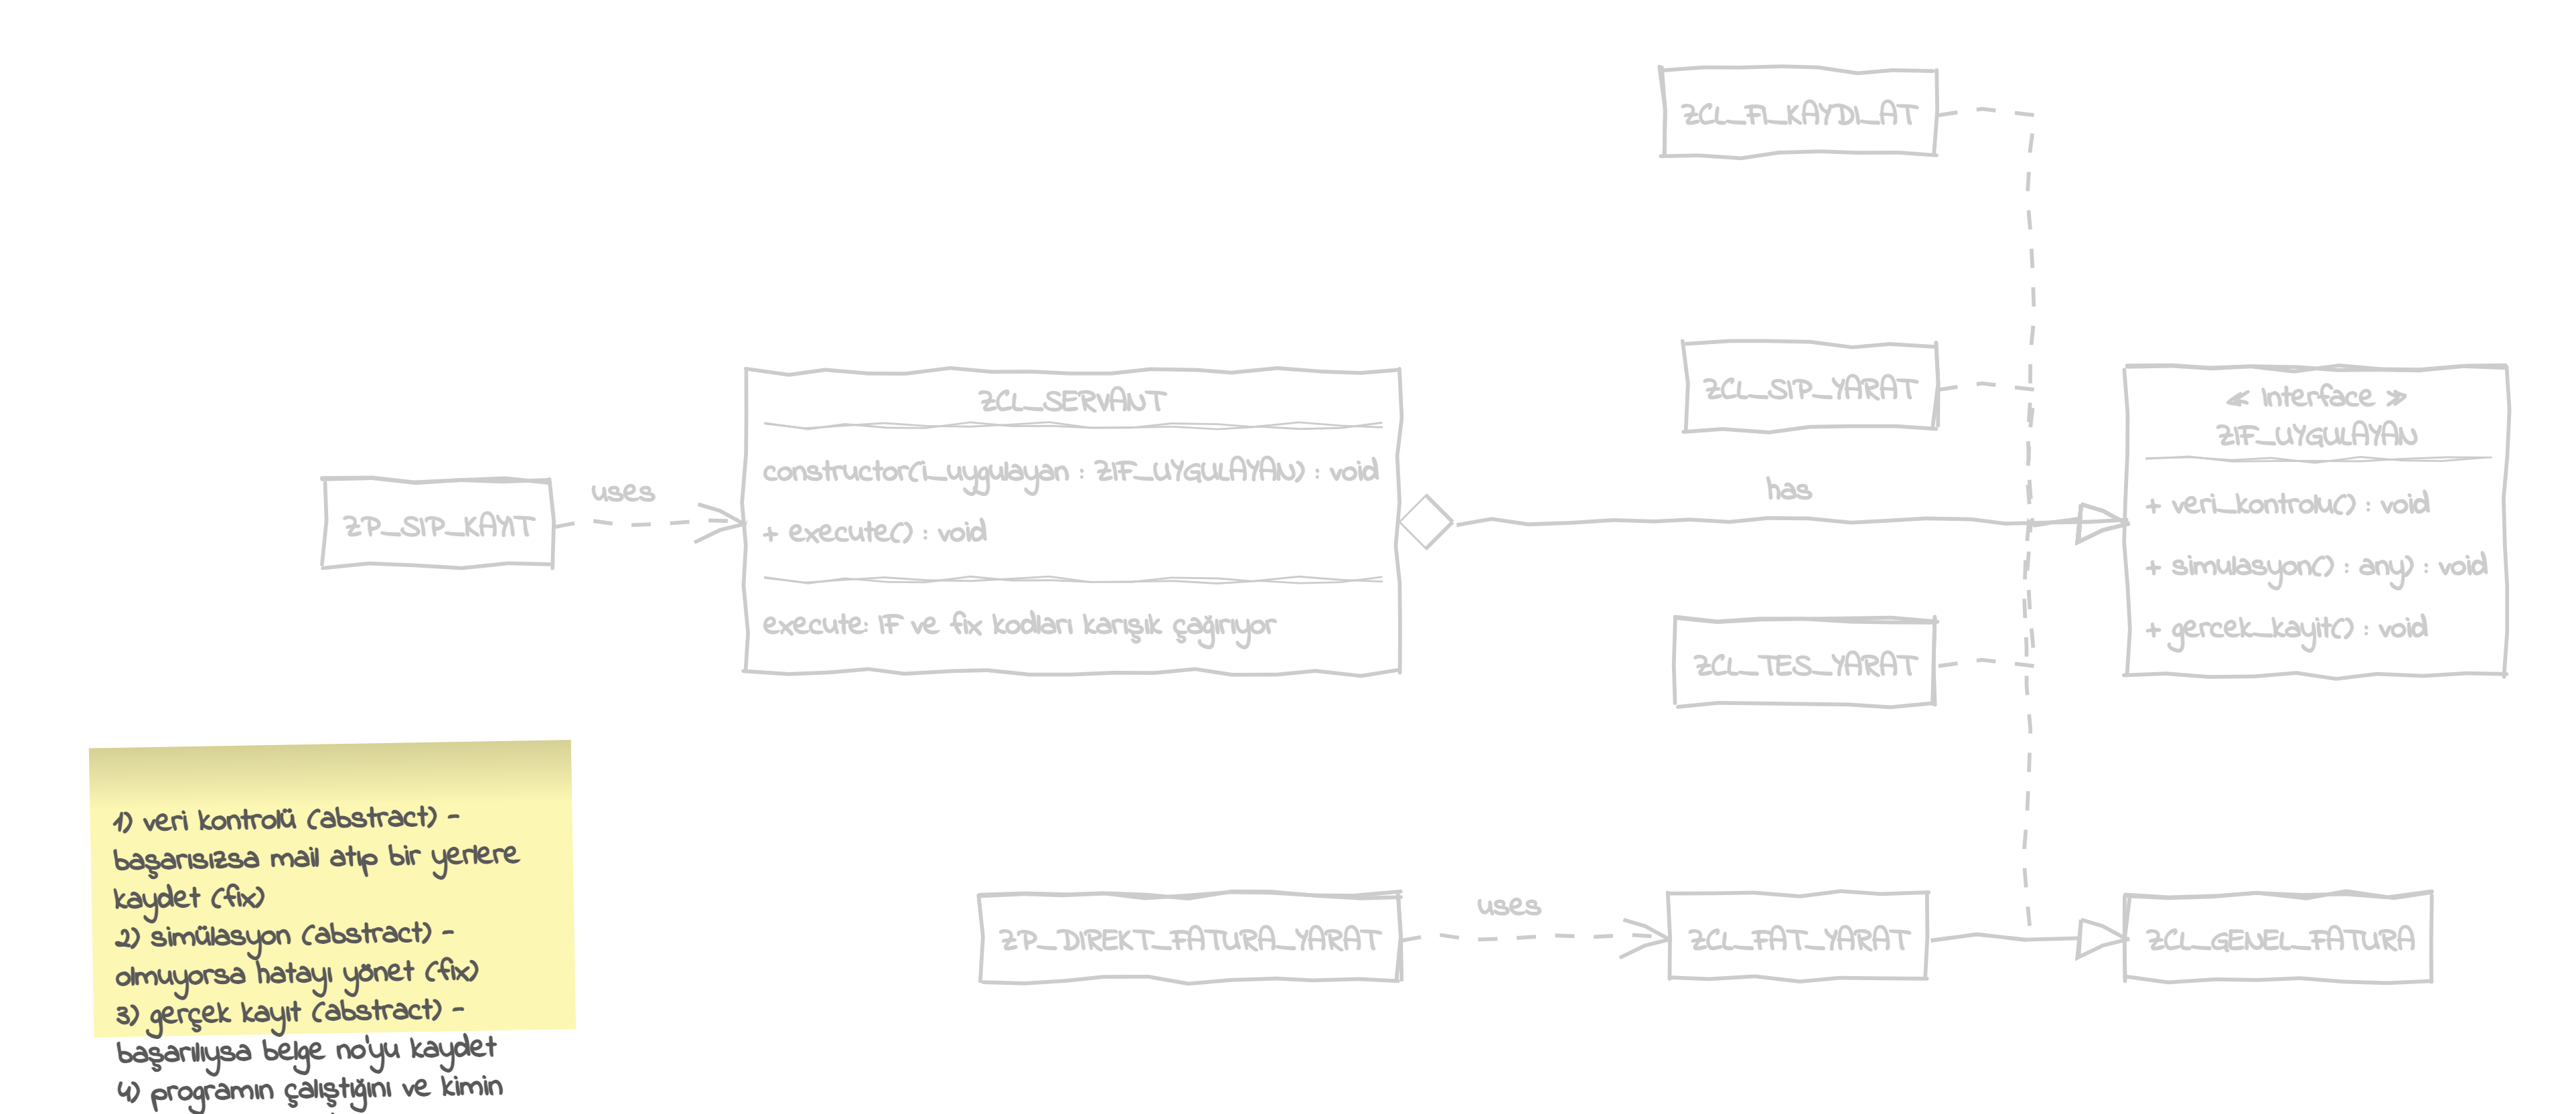 ZCL_FI_KAYDI_AT
ZCL_SIP_YARAT
ZCL_SERVANT
constructor(i_uygulayan : ZIF_UYGULAYAN) : void
+ execute() : void
execute: IF ve fix kodları karışık çağırıyor
≪ Interface ≫
ZIF_UYGULAYAN
+ veri_kontrolu() : void
+ simulasyon() : any) : void
+ gercek_kayit() : void
ZP_SIP_KAYIT
uses
has
ZCL_TES_YARAT
ZP_DIREKT_FATURA_YARAT
uses
ZCL_FAT_YARAT
ZCL_GENEL_FATURA
1) veri kontrolü (abstract) -
başarısızsa mail atıp bir yerlere
kaydet (fix)
2) simülasyon (abstract) -
olmuyorsa hatayı yönet (fix)
3) gerçek kayıt (abstract) -
başarılıysa belge no'yu kaydet
4) programın çalıştığını ve kimin